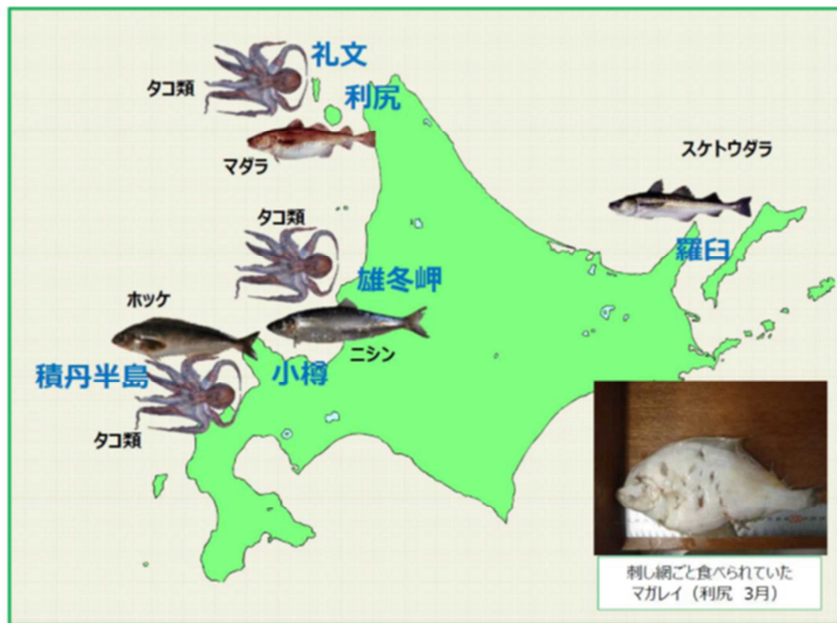 礼文
タコ類
利尻
マダラ
スケトウダラ
タコ類
羅臼
雄冬岬
ホッケ
ニシン
積丹半島
小樽
タコ類
刺し網ごと食べられていた
マガレイ（利尻　3月）